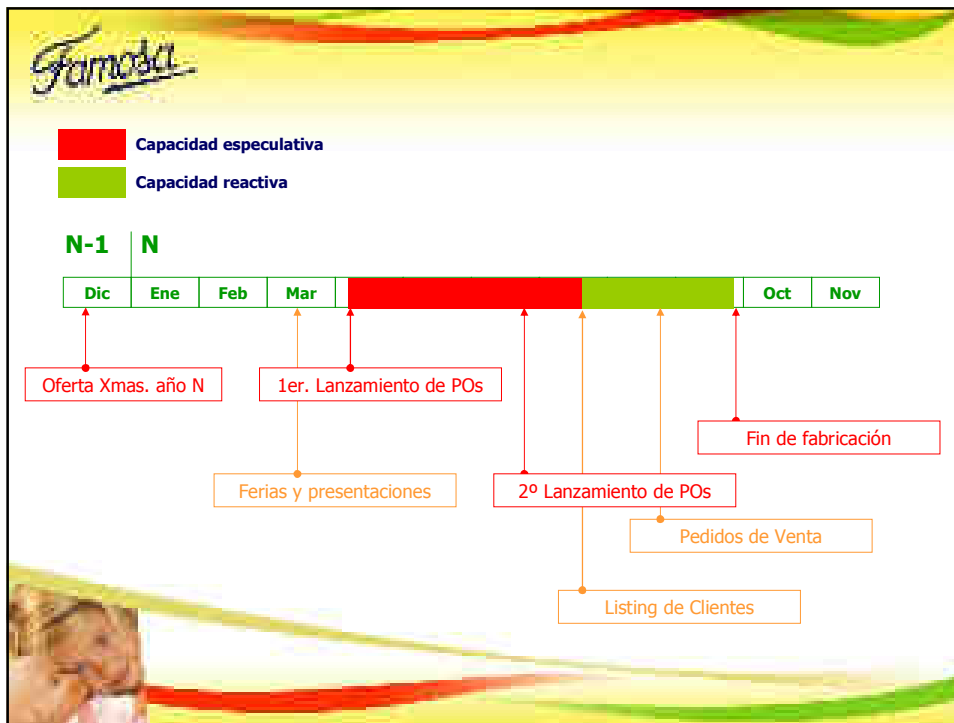 Famosa
Capacidad especulativa
Capacidad reactiva
N-1 N
Dic Ene Feb Mar Oct Nov
Oferta Xmas. año N
1er. Lanzamiento de POs
Fin de fabricación
Ferias y presentaciones
2º Lanzamiento de POs
Pedidos de Venta
Listing de Clientes